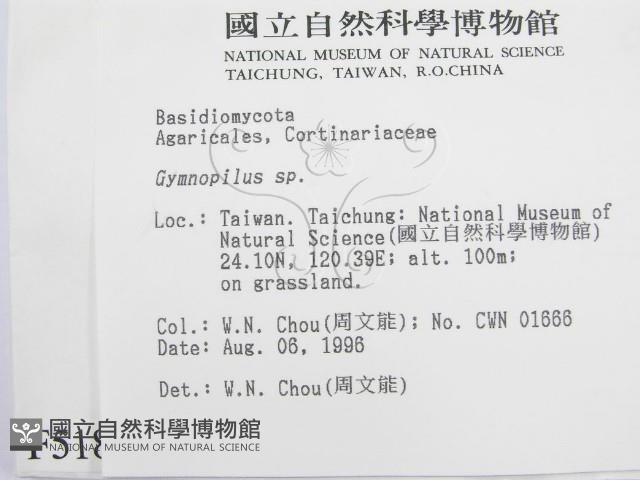 國立自然科學博物館
NATIONAL MUSEUM OF NATURAL SCIENCE
TAICHUNG, TAIWAN, R.O.CHINA
Basidiomycota
Agaricales, Cortinariaceae
Gymnopilus sp.
Loc.: Taiwan. Taichung: National Museum of
Natural Science(國立自然科學博物館)
24.10N, 120.39E; alt. 100m;
on grassland.
Col.: W.N. Chou(周文能); No. CWN 01666
Date: Aug. 06, 1996
Det.: W.N. Chou(周文能)
國立自然科學博物館
NATIONAL MUSEUM OF NATURAL SCIENCE